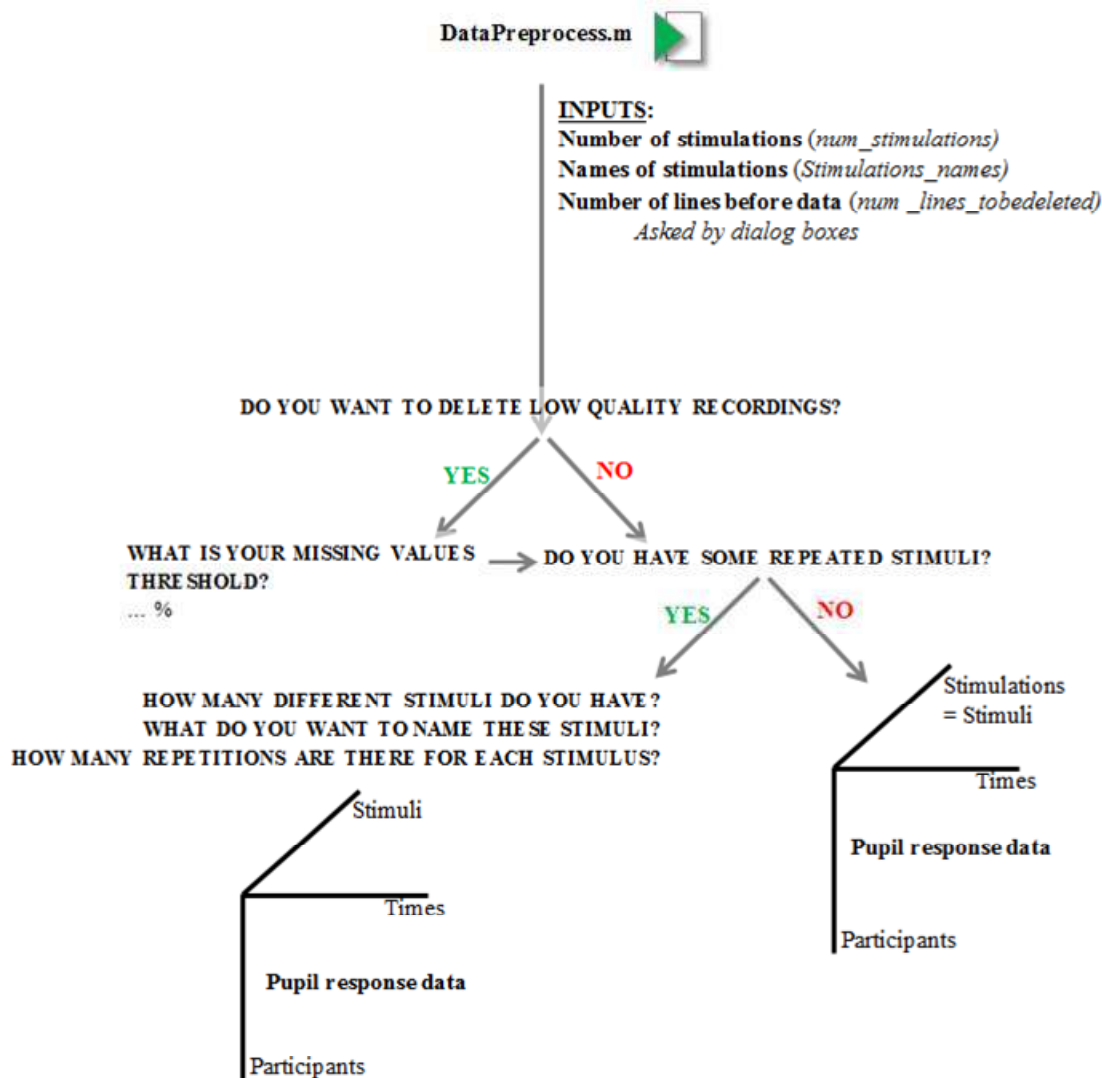 DataPreprocess.m
INPUTS:
Number of stimulations (num_stimulations)
Names of stimulations (Stimulations_names)
Number of lines before data (num _lines_tobedeleted)
Asked by dialog boxes
DO YOU WANT TO DELETE LOW QUALITY RECORDINGS?
YES
NO
WHAT IS YOUR MISSING VALUES
THRESHOLD?
... %
DO YOU HAVE SOME REPEATED STIMULI?
YES
NO
HOW MANY DIFFERENT STIMULI DO YOU HAVE?
WHAT DO YOU WANT TO NAME THESE STIMULI?
HOW MANY REPETITIONS ARE THERE FOR EACH STIMULUS?
Stimulations
= Stimuli
Times
Pupil response data
Participants
Stimuli
Times
Pupil response data
Participants